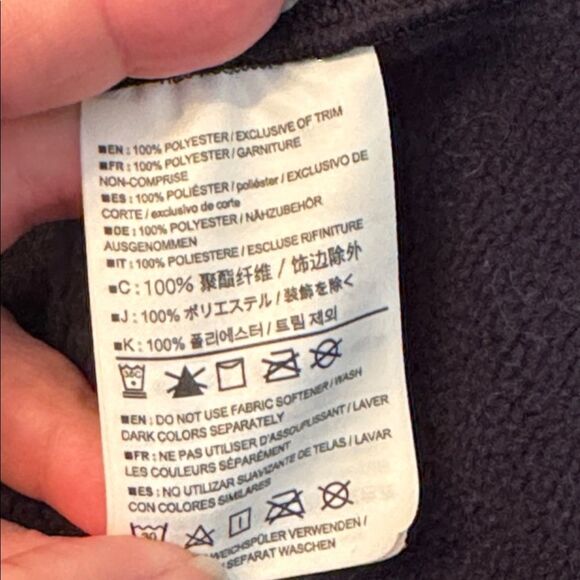 ■EN : 100% POLYESTER / EXCLUSIVE OF TRIM
■FR : 100% POLYESTER / GARNITURE
NON-COMPRISE
■ES : 100% POLIÉSTER / poliéster / EXCLUSIVO DE
CORTE / exclusivo de corte
■DE : 100% POLYESTER / NÄHZUBEHÖR
AUSGENOMMEN
■IT : 100% POLIESTERE / ESCLUSE RIFINITURE
■C : 100% 聚酯纤维 / 饰边除外
■J : 100% ポリエステル / 装飾を除く
■K : 100% 폴리에스터 / 트림 제외
30C
■EN : DO NOT USE FABRIC SOFTENER / WASH
DARK COLORS SEPARATELY
■FR : NE PAS UTILISER D'ASSOUPLISSANT / LAVER
LES COULEURS SÉPARÉMENT
■ES : NO UTILIZAR SUAVIZANTE DE TELAS / LAVAR
CON COLORES SIMILARES
30
WEICHSPÜLER VERWENDEN /
SEPARAT WASCHEN